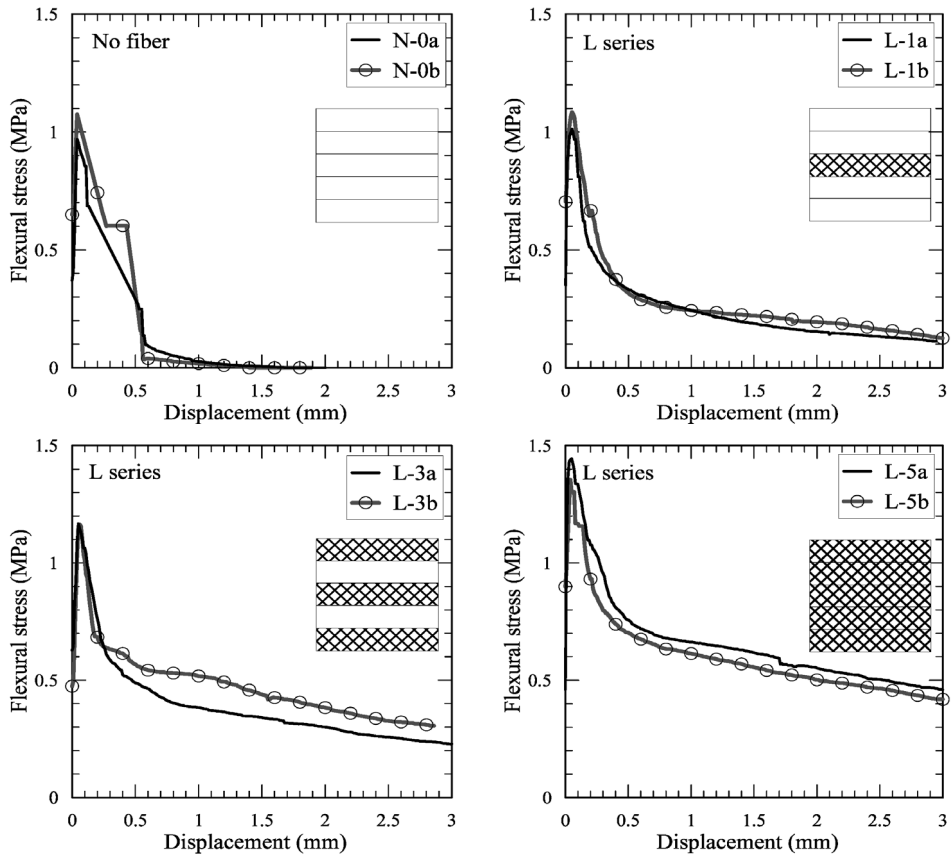 1.5
No fiber
N-0a
N-0b
Flexural stress (MPa)
1
0.5
0
0 0.5 1 1.5 2 2.5 3
Displacement (mm)
1.5
L series
L-1a
L-1b
Flexural stress (MPa)
1
0.5
0
0 0.5 1 1.5 2 2.5 3
Displacement (mm)
1.5
L series
L-3a
L-3b
Flexural stress (MPa)
1
0.5
0
0 0.5 1 1.5 2 2.5 3
Displacement (mm)
1.5
L series
L-5a
L-5b
Flexural stress (MPa)
1
0.5
0
0 0.5 1 1.5 2 2.5 3
Displacement (mm)